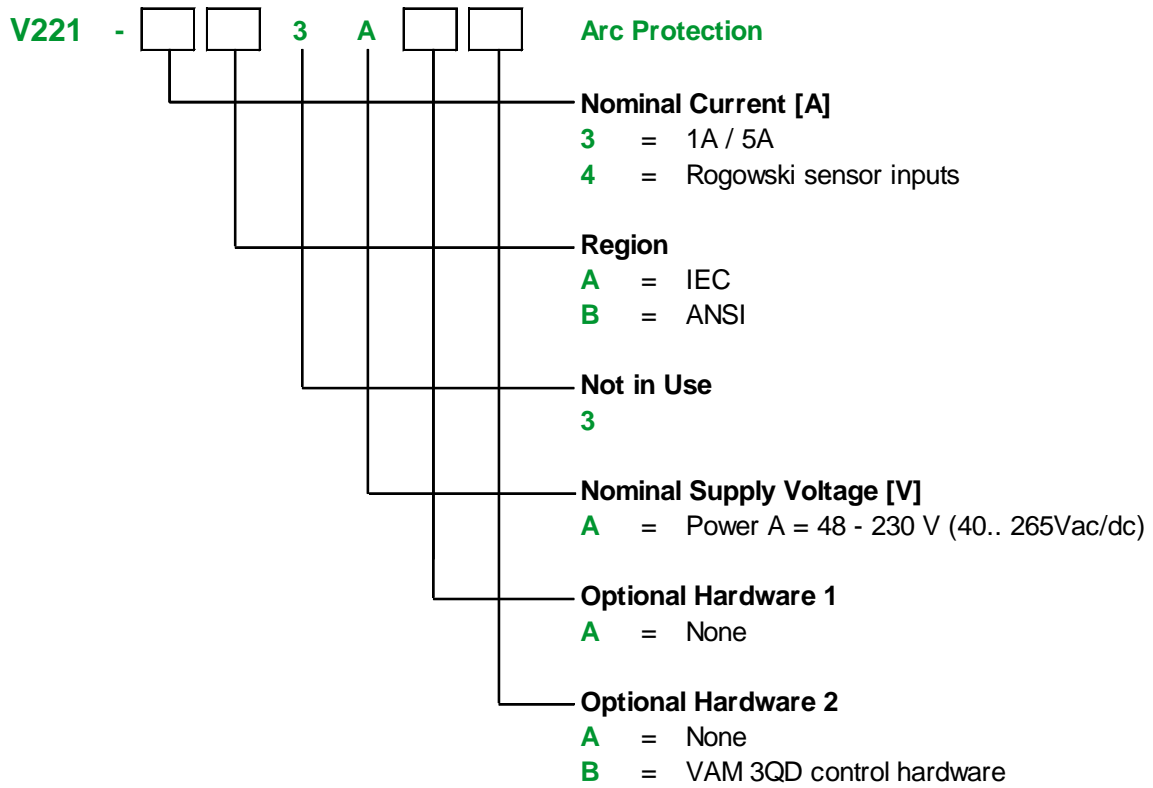 V221 - 3 A Arc Protection
Nominal Current [A]
3 = 1A / 5A
4 = Rogowski sensor inputs
Region
A = IEC
B = ANSI
Not in Use
3
Nominal Supply Voltage [V]
A = Power A = 48 - 230 V (40.. 265Vac/dc)
Optional Hardware 1
A = None
Optional Hardware 2
A = None
B = VAM 3QD control hardware